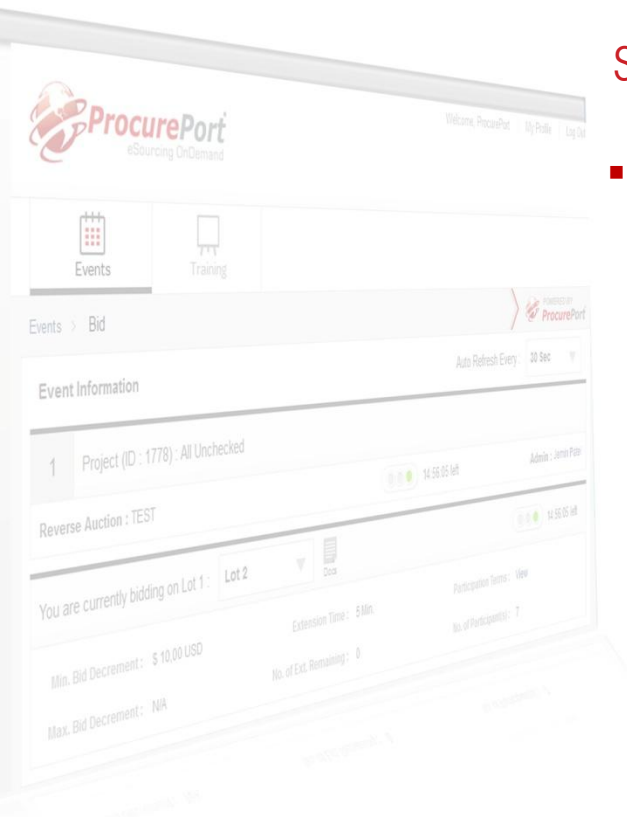 S
ProcurePort
eSourcing OnDemand
Welcome, ProcurePort | My Profile | Log Out
Events
Training
Events > Bid
POWERED BY
ProcurePort
Event Information
Auto Refresh Every: 30 Sec
1 Project (ID : 1778) : All Unchecked
14:56:05 left
Admin :
Reverse Auction : TEST
14:56:05 left
You are currently bidding on Lot 1 : Lot 2
Docs
Min. Bid Decrement : $ 10.00 USD
Extension Time : 5 Min.
Participation Terms : View
Max. Bid Decrement : N/A
No. of Ext. Remaining : 0
No. of Participant(s) : 7